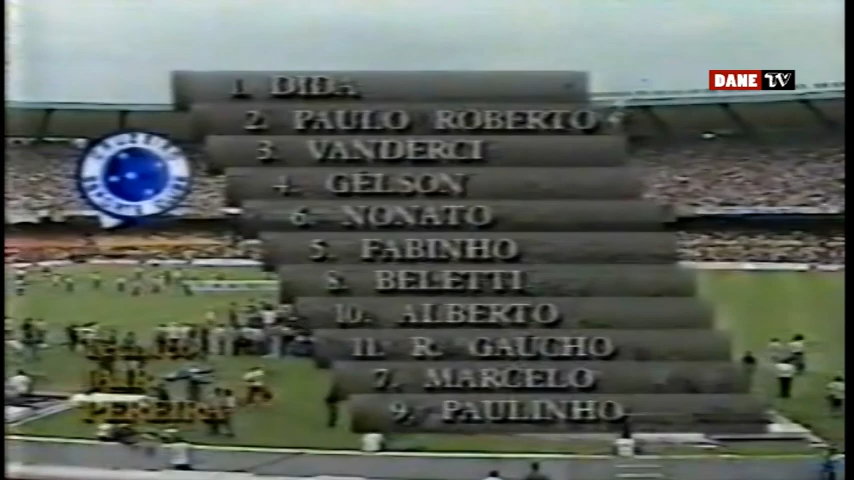 DANE TV
1. DIDA
2. PAULO ROBERTO
3. VANDERCI
4. GELSON
6. NONATO
5. FABINHO
8. BELETTI
10. ALBERTO
11. R. GAUCHO
7. MARCELO
9. PAULINHO
PEREIRA